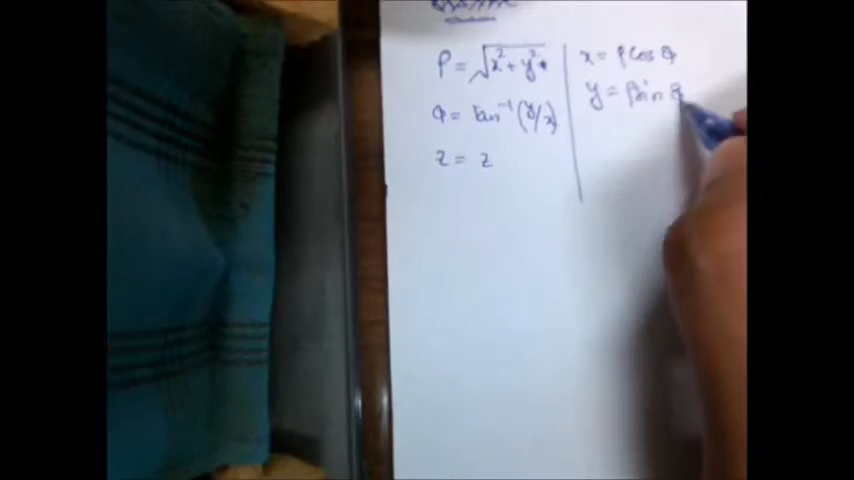 ρ = √x² + y²
φ = Tan⁻¹ (y/x)
z = z
x = ρ cos φ
y = ρ sin φ